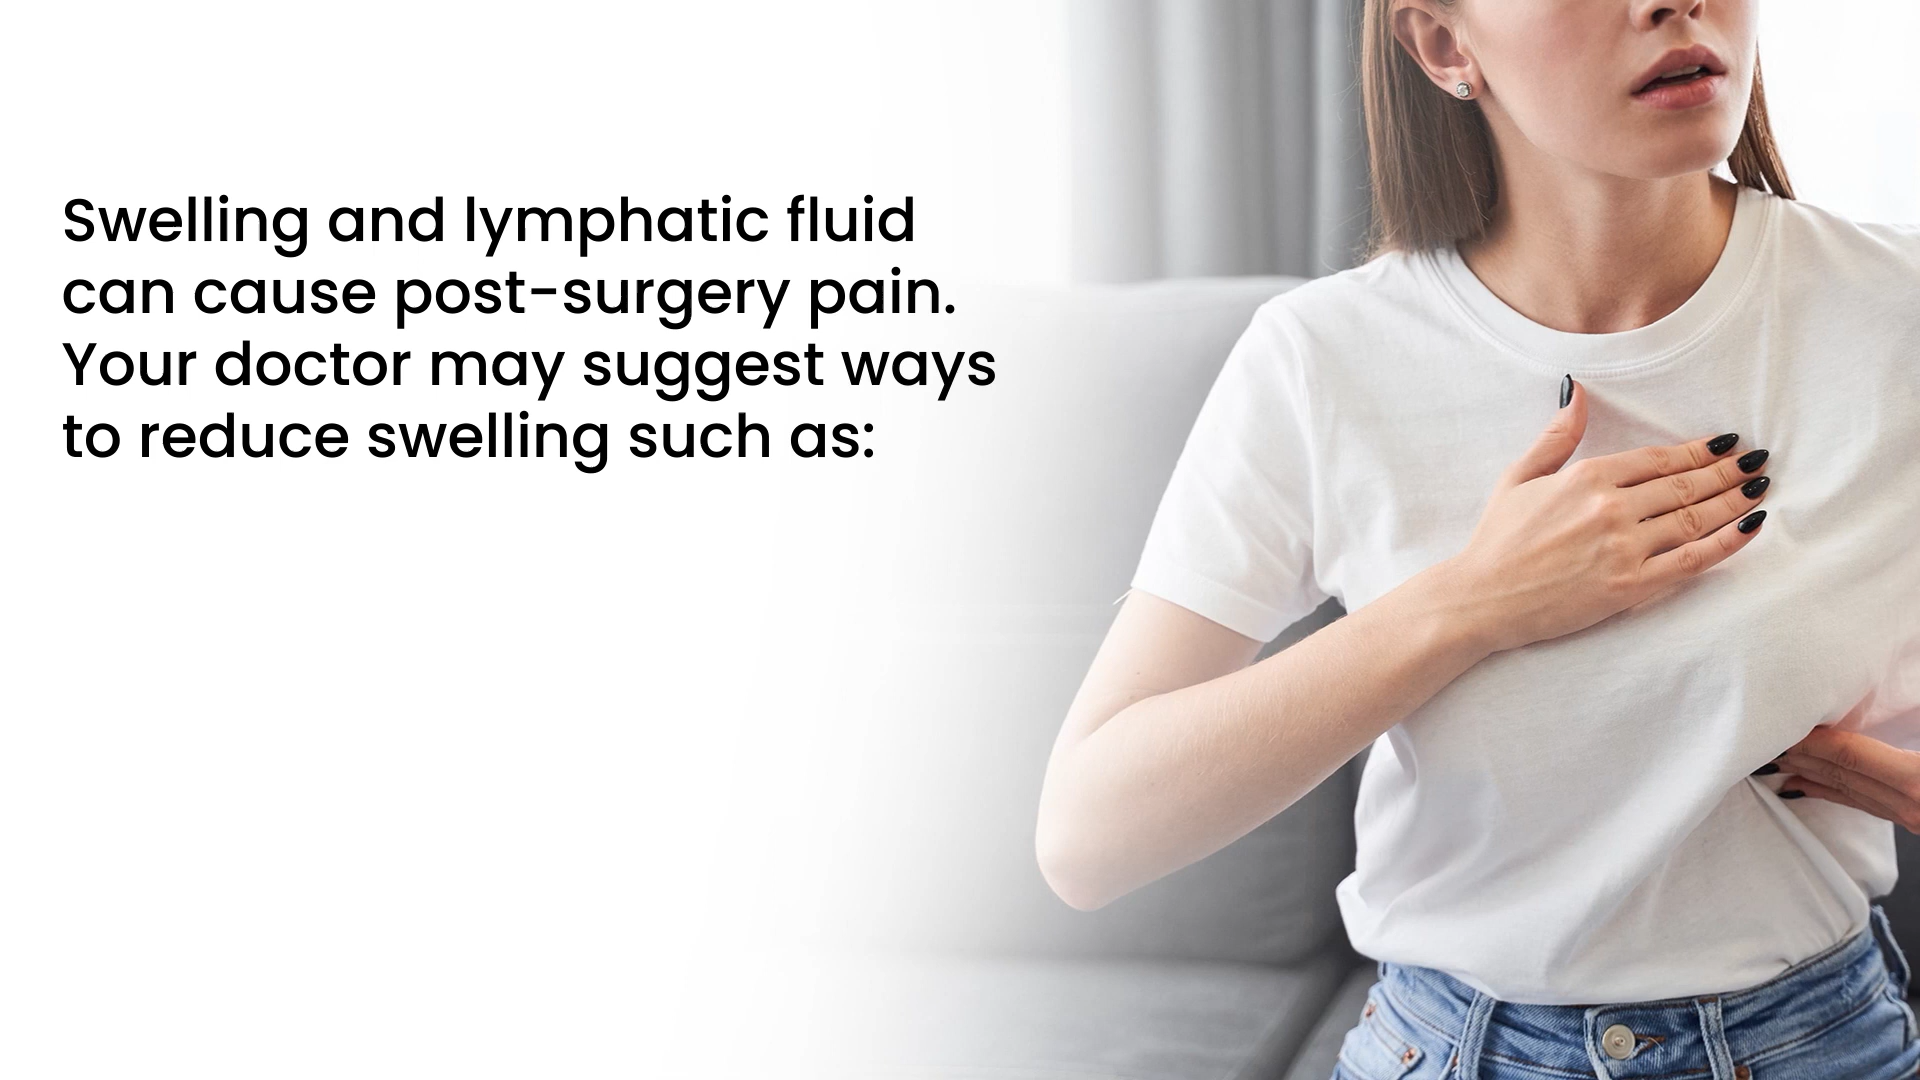 Swelling and lymphatic fluid
can cause post-surgery pain.
Your doctor may suggest ways
to reduce swelling such as: